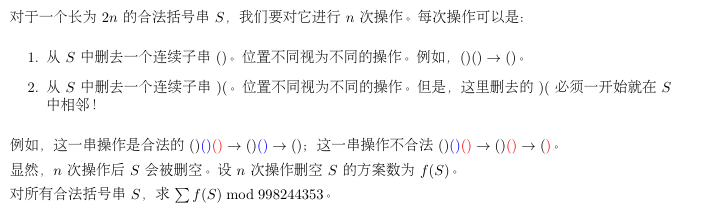 对于一个长为 2n 的合法括号串 S，我们要对它进行 n 次操作。每次操作可以是：
1. 从 S 中删去一个连续子串 ()。位置不同视为不同的操作。例如，()() → ()。
2. 从 S 中删去一个连续子串 )(。位置不同视为不同的操作。但是，这里删去的 )( 必须一开始就在 S
中相邻！
例如，这一串操作是合法的 ()()() → ()() → ()；这一串操作不合法 ()()() → ()() → ()。
显然，n 次操作后 S 会被删空。设 n 次操作删空 S 的方案数为 f(S)。
对所有合法括号串 S，求 ∑ f(S) mod 998244353。